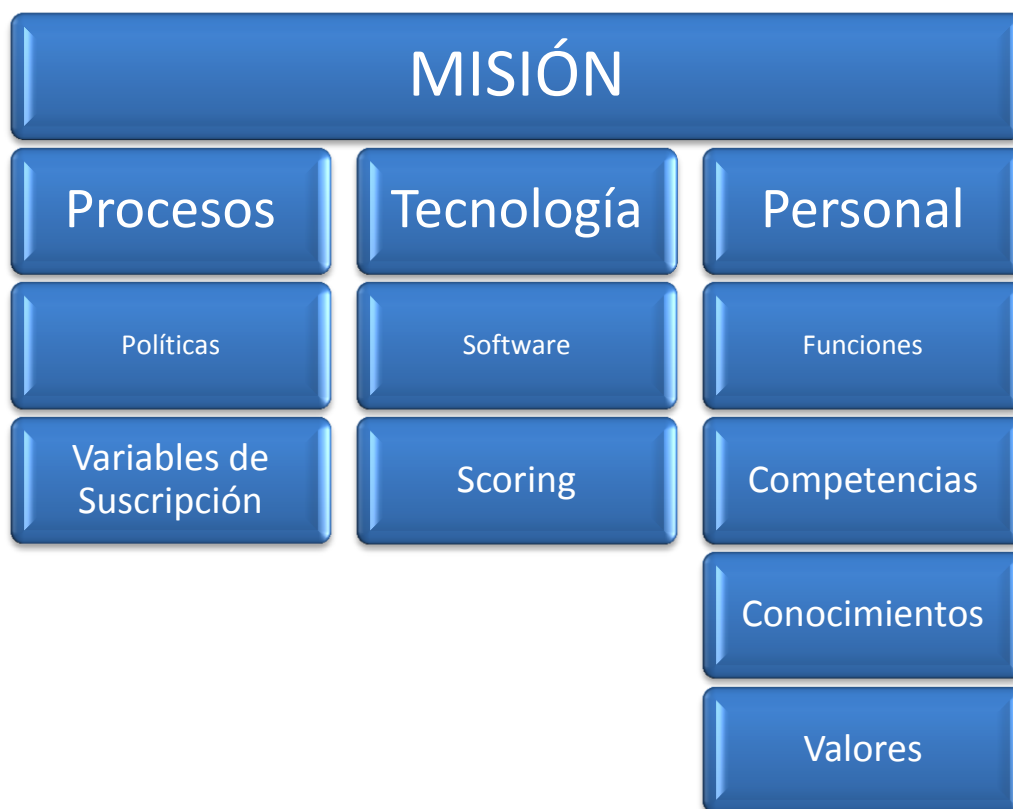 MISIÓN
Procesos
Tecnología
Personal
Políticas
Software
Funciones
Variables de
Suscripción
Scoring
Competencias
Conocimientos
Valores